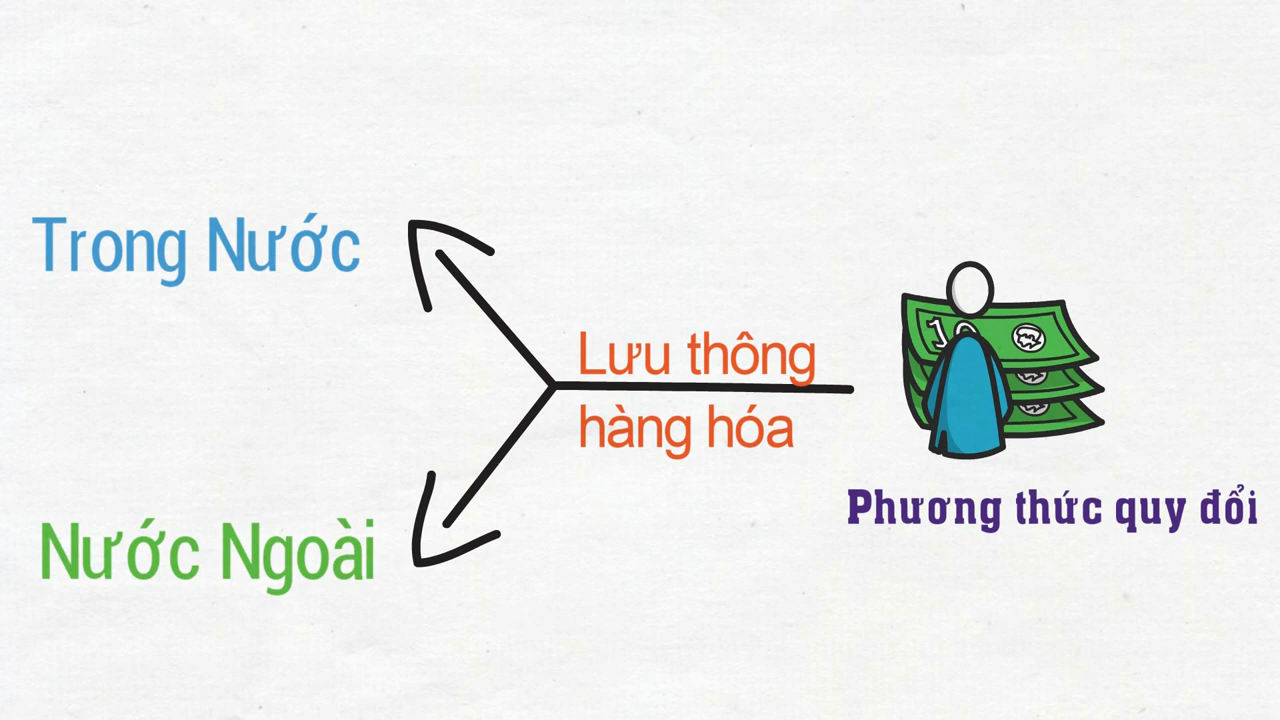 Trong Nước
Lưu thông
hàng hóa
Phương thức quy đổi
Nước Ngoài